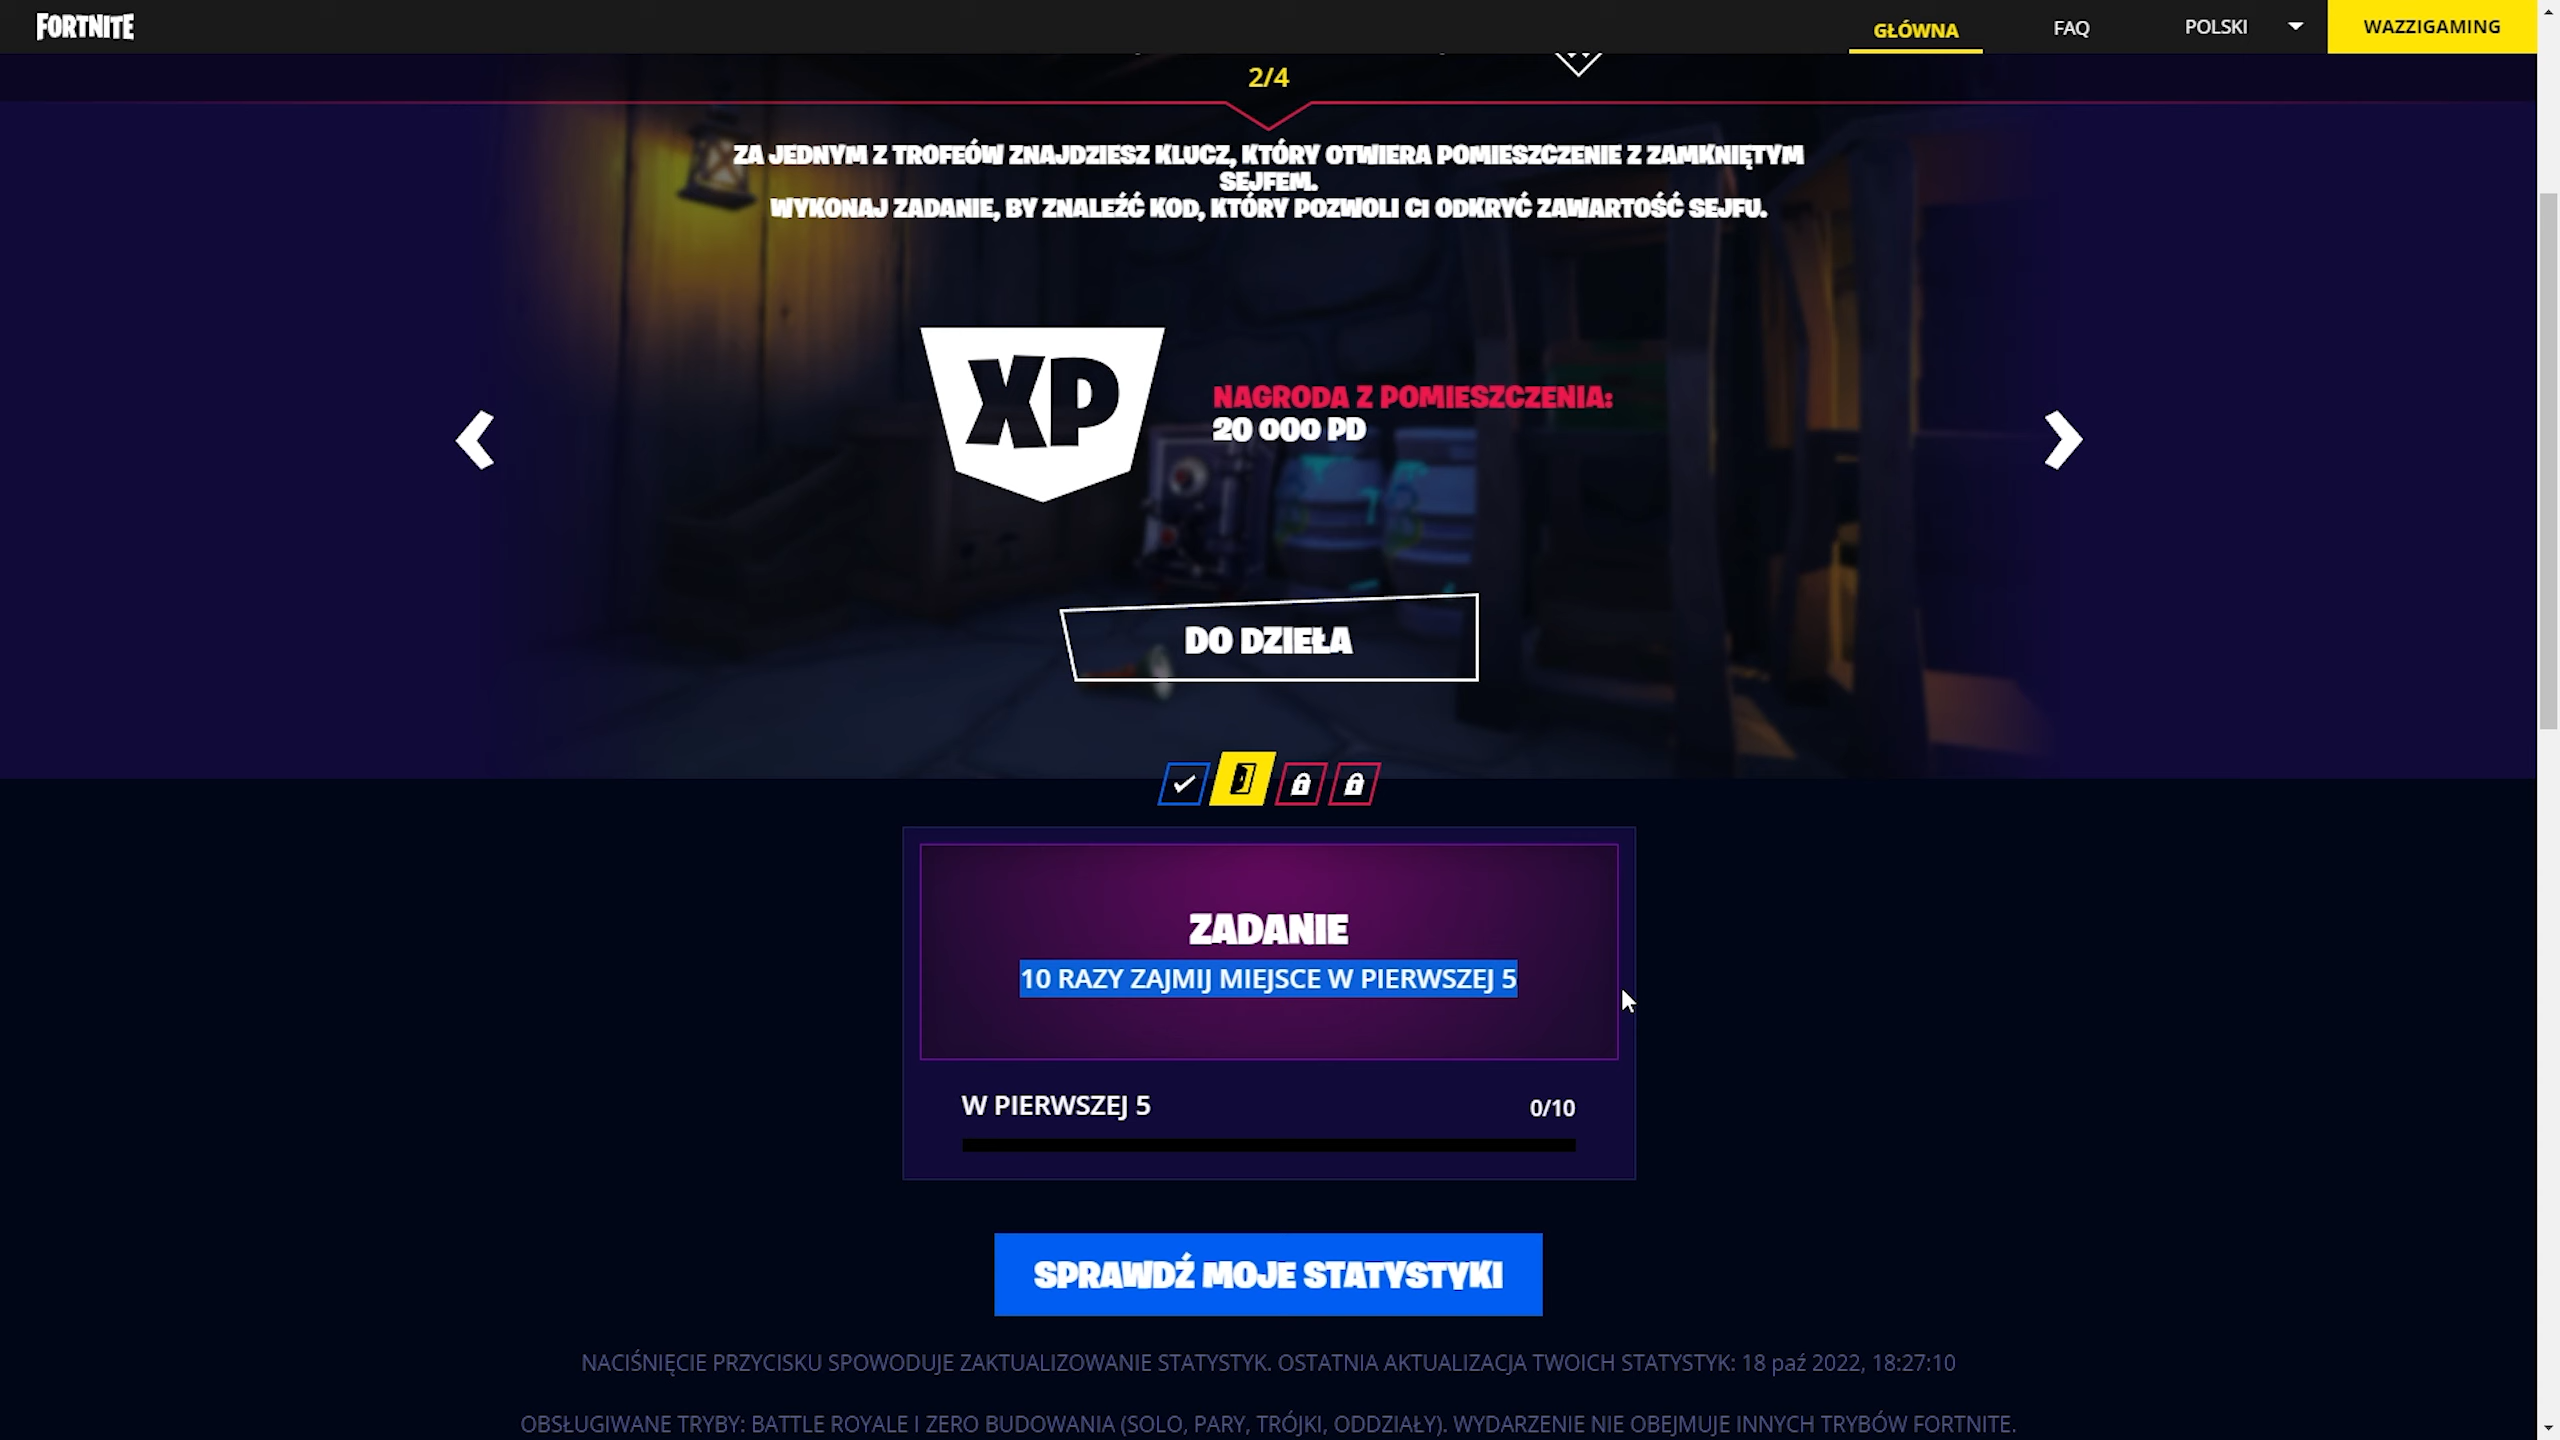 FORTNITE
GŁÓWNA
FAQ
POLSKI
WAZZIGAMING
2/4
ZA JEDNYM Z TROFEÓW ZNAJDZIESZ KLUCZ, KTÓRY OTWIERA POMIESZCZENIE Z ZAMKNIĘTYM
SEJFEM.
WYKONAJ ZADANIE, BY ZNALEŹĆ KOD, KTÓRY POZWOLI CI ODKRYĆ ZAWARTOŚĆ SEJFU.
XP
NAGRODA Z POMIESZCZENIA:
20 000 PD
DO DZIEŁA
ZADANIE
10 RAZY ZAJMIJ MIEJSCE W PIERWSZEJ 5
W PIERWSZEJ 5
0/10
SPRAWDŹ MOJE STATYSTYKI
NACIŚNIĘCIE PRZYCISKU SPOWODUJE ZAKTUALIZOWANIE STATYSTYK. OSTATNIA AKTUALIZACJA TWOICH STATYSTYK: 18 paź 2022, 18:27:10
OBSŁUGIWANE TRYBY: BATTLE ROYALE I ZERO BUDOWANIA (SOLO, PARY, TRÓJKI, ODDZIAŁY). WYDARZENIE NIE OBEJMUJE INNYCH TRYBÓW FORTNITE.